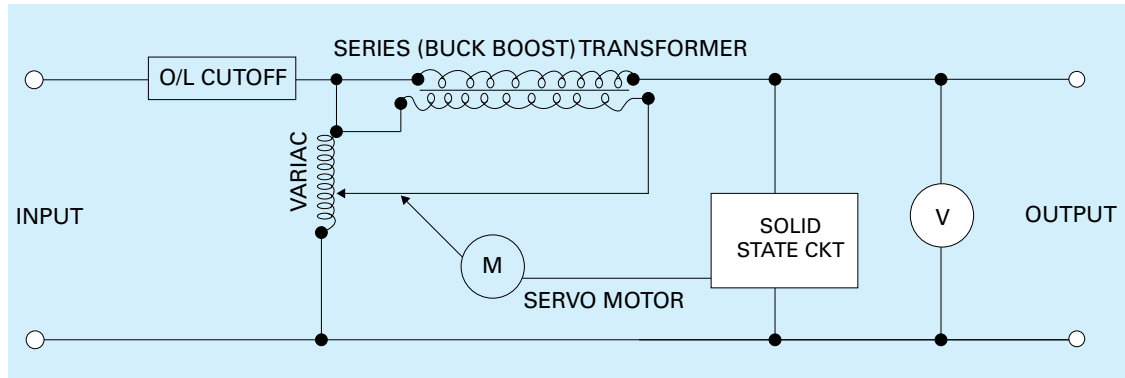 SERIES (BUCK BOOST) TRANSFORMER
O/L CUTOFF
VARIAC
INPUT
SOLID
STATE CKT
V
OUTPUT
M
SERVO MOTOR